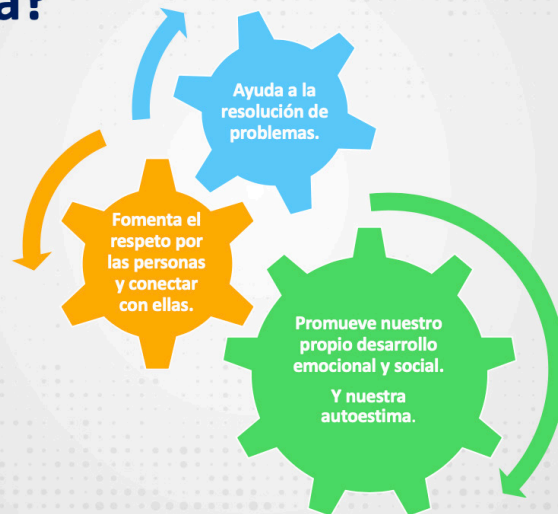 a?
Ayuda a la
resolución de
problemas.
Fomenta el
respeto por
las personas
y conectar
con ellas.
Promueve nuestro
propio desarrollo
emocional y social.
Y nuestra
autoestima.